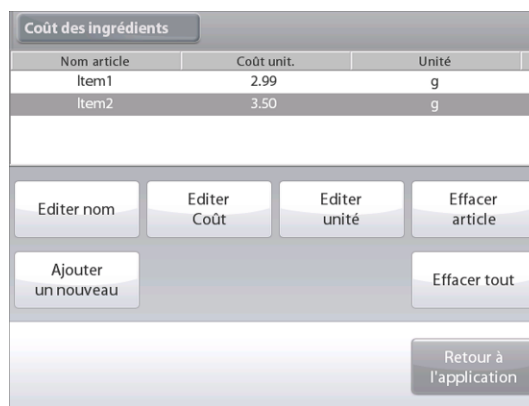 Coût des ingrédients
Nom article Coût unit. Unité
Item1 2.99 g
Item2 3.50 g
Editer nom
Editer
Coût
Editer
unité
Effacer
article
Ajouter
un nouveau
Effacer tout
Retour à
l'application